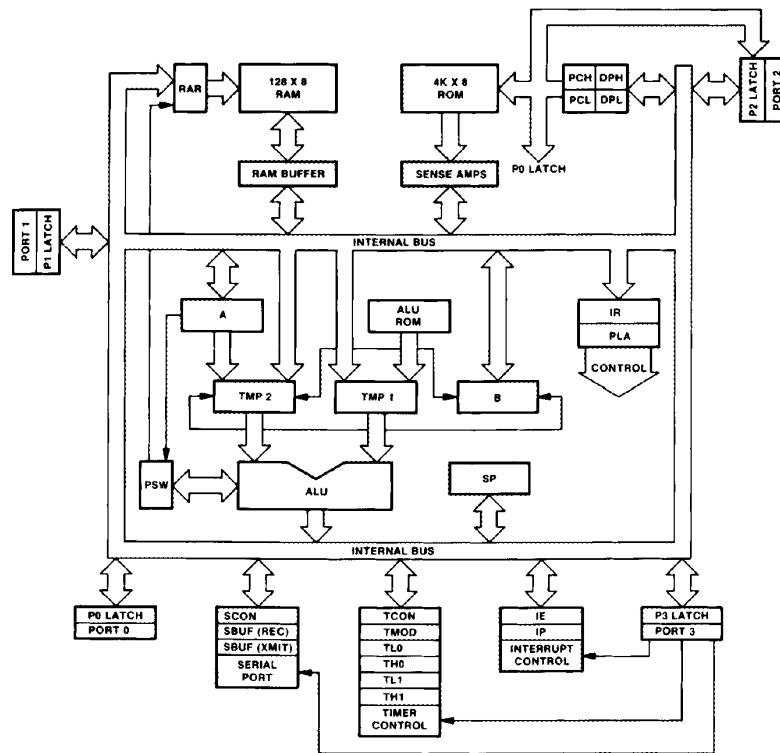 RAR
128 X 8
RAM
4K X 8
ROM
PCH DPH
PCL DPL
P2 LATCH
PORT 2
P0 LATCH
RAM BUFFER
SENSE AMPS
PORT 1
P1 LATCH
INTERNAL BUS
A
ALU
ROM
IR
PLA
CONTROL
TMP 2
TMP 1
B
PSW
ALU
SP
INTERNAL BUS
P0 LATCH
PORT 0
SCON
SBUF (REC)
SBUF (XMIT)
SERIAL
PORT
TCON
TMOD
TL0
TH0
TL1
TH1
TIMER
CONTROL
IE
IP
INTERRUPT
CONTROL
P3 LATCH
PORT 3